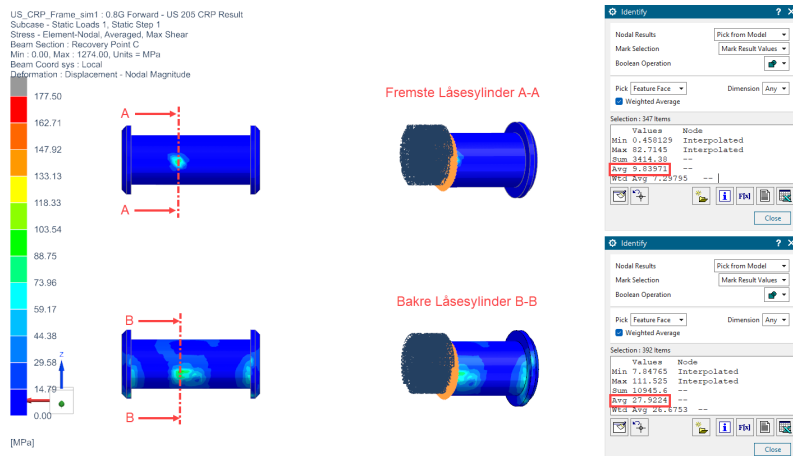 US_CRP_Frame_sim1 : 0.8G Forward - US 205 CRP Result
Subcase - Static Loads 1, Static Step 1
Stress - Element-Nodal, Averaged, Max Shear
Beam Section : Recovery Point C
Min : 0.00, Max : 1274.00, Units = MPa
Beam Coord sys : Local
Deformation : Displacement - Nodal Magnitude
177.50
162.71
147.92
133.13
118.33
103.54
88.75
73.96
59.17
44.38
29.58
14.79
0.00
[MPa]
Z
A
A
B
B
Fremste Låsesylinder A-A
Bakre Låsesylinder B-B
Identify ? X
Nodal Results Pick from Model
Mark Selection Mark Result Values
Boolean Operation
Pick Feature Face Dimension Any
Weighted Average
Selection : 347 Items
Values Node
Min 0.458129 Interpolated
Max 82.7145 Interpolated
Sum 3414.38 --
Avg 9.83971 --
Wtd Avg 7.29795 --
i F[x]
Close
Identify ? X
Nodal Results Pick from Model
Mark Selection Mark Result Values
Boolean Operation
Pick Feature Face Dimension Any
Weighted Average
Selection : 392 Items
Values Node
Min 7.84765 Interpolated
Max 111.525 Interpolated
Sum 10945.6 --
Avg 27.9224 --
Wtd Avg 26.6753 --
i F[x]
Close